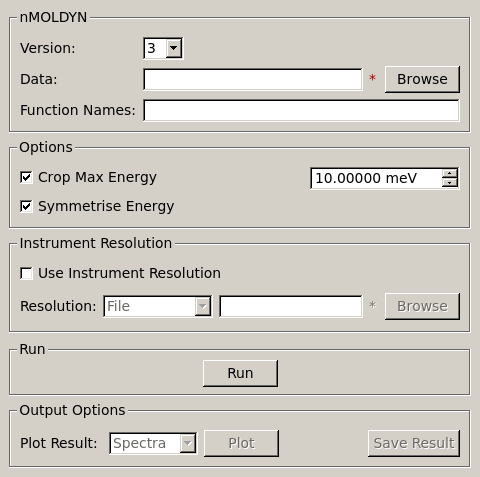 nMOLDYN
Version: 3
Data: * Browse
Function Names:
Options
Crop Max Energy 10.00000 meV
Symmetrise Energy
Instrument Resolution
Use Instrument Resolution
Resolution: File * Browse
Run
Run
Output Options
Plot Result: Spectra Plot Save Result